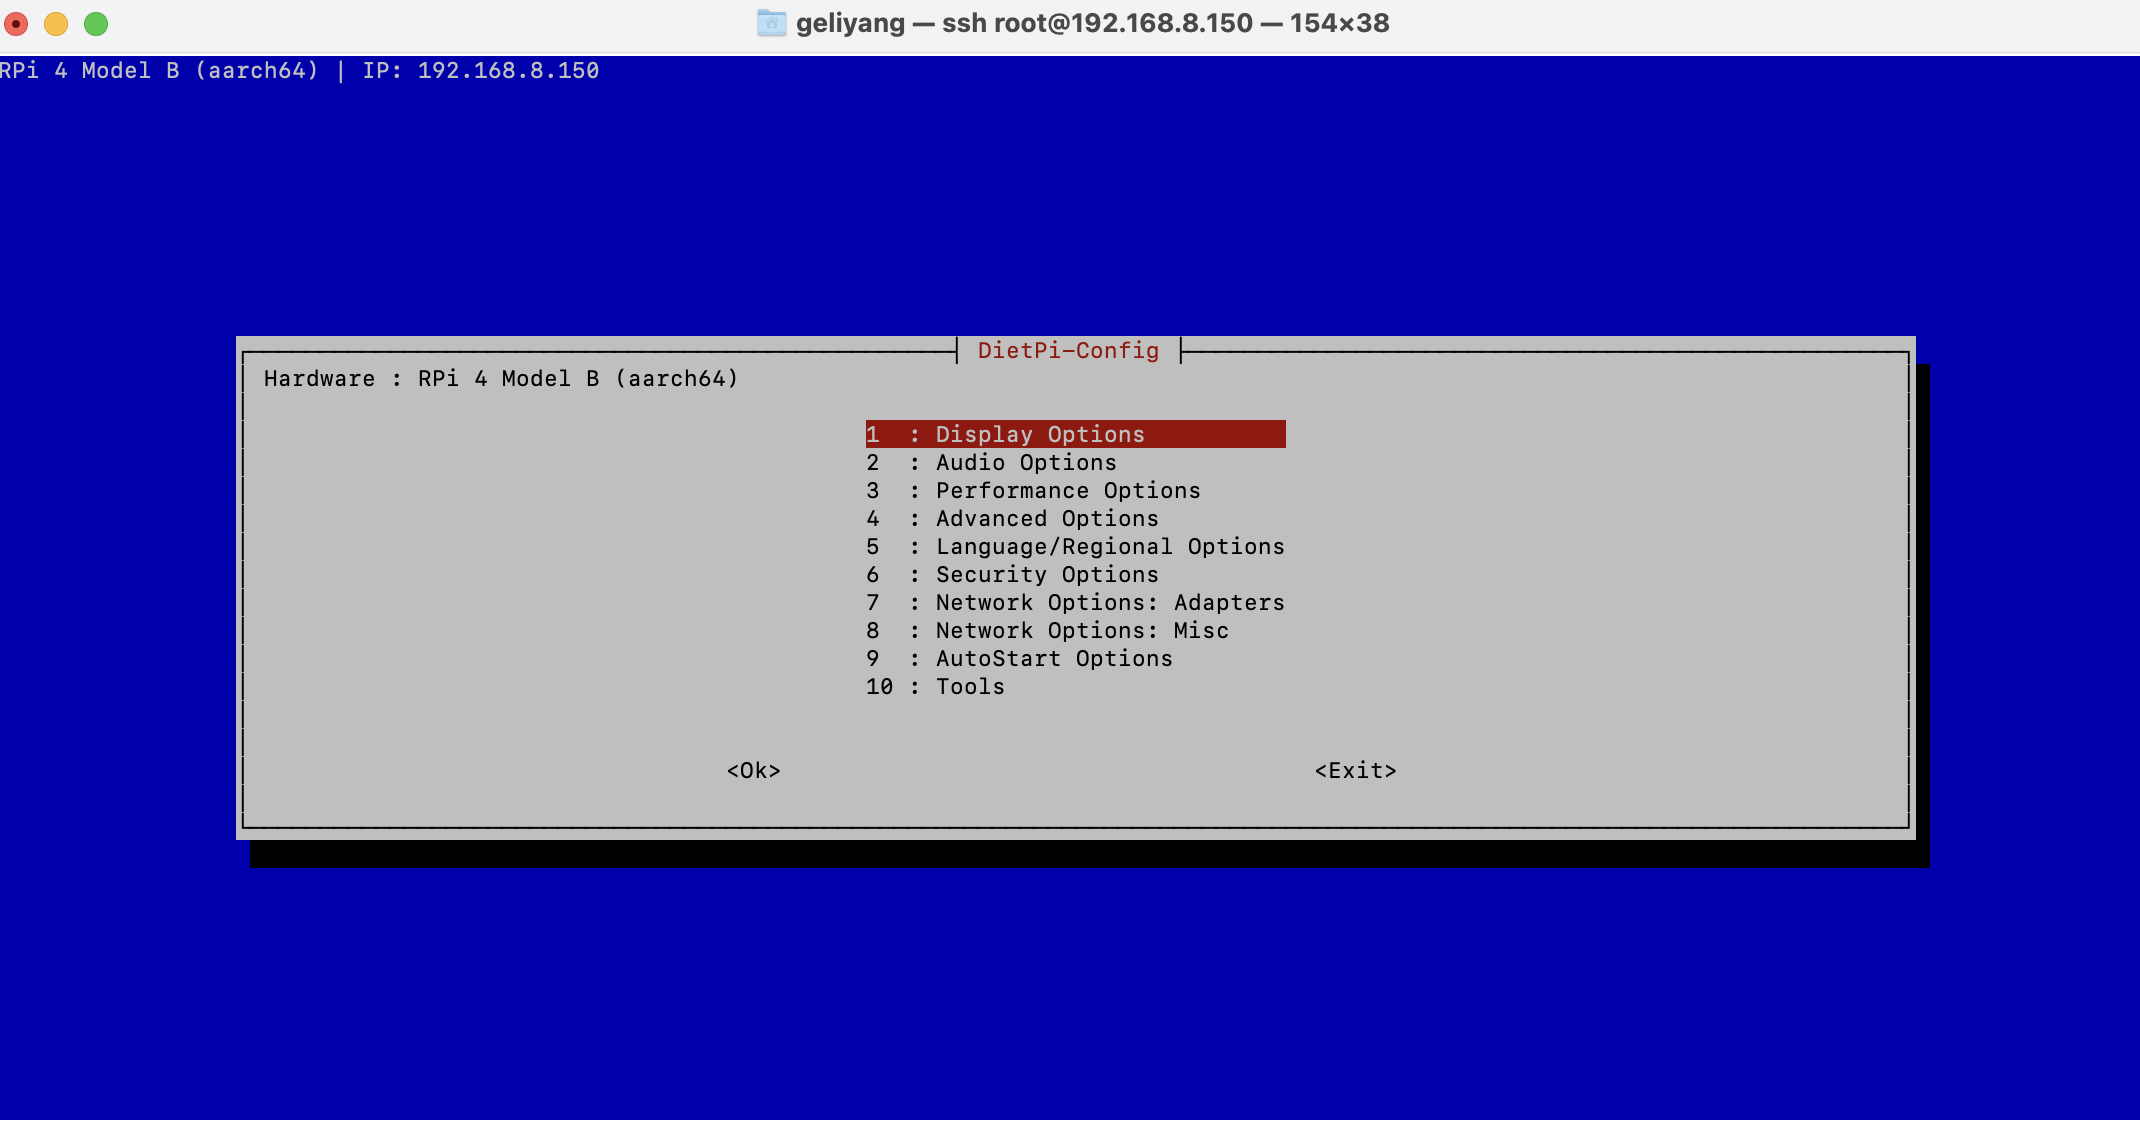 geliyang — ssh root@192.168.8.150 — 154×38
RPi 4 Model B (aarch64) | IP: 192.168.8.150
DietPi-Config
Hardware : RPi 4 Model B (aarch64)
1 : Display Options
2 : Audio Options
3 : Performance Options
4 : Advanced Options
5 : Language/Regional Options
6 : Security Options
7 : Network Options: Adapters
8 : Network Options: Misc
9 : AutoStart Options
10 : Tools
<Ok> <Exit>